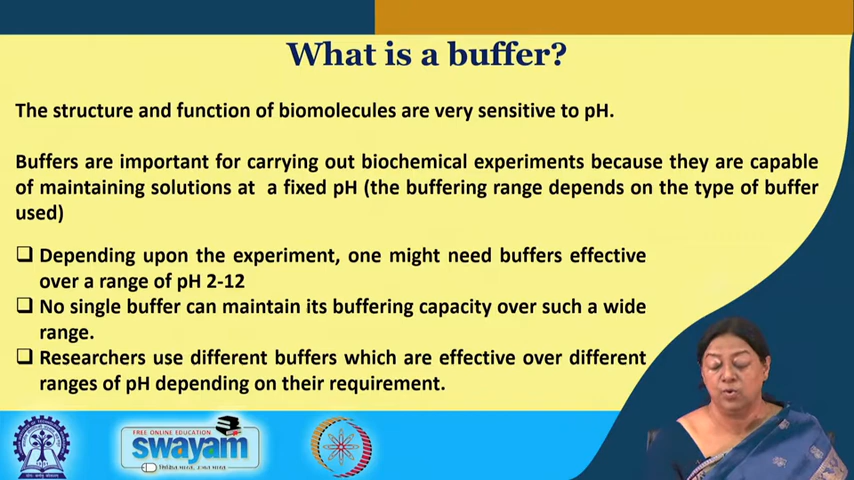 What is a buffer?
The structure and function of biomolecules are very sensitive to pH.
Buffers are important for carrying out biochemical experiments because they are capable
of maintaining solutions at a fixed pH (the buffering range depends on the type of buffer
used)
Depending upon the experiment, one might need buffers effective
over a range of pH 2-12
No single buffer can maintain its buffering capacity over such a wide
range.
Researchers use different buffers which are effective over different
ranges of pH depending on their requirement.
FREE ONLINE EDUCATION
swayam